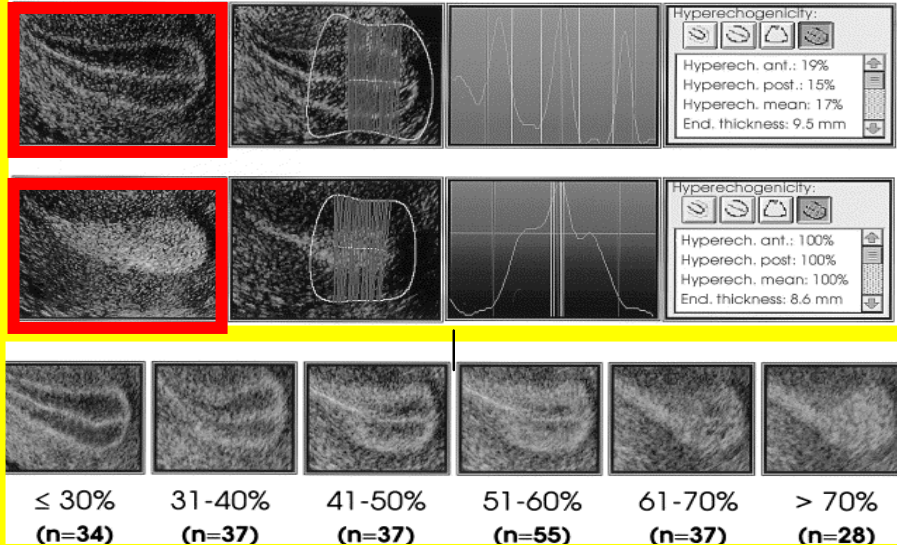 Hyperechogenicity:
Hyperech. ant.: 19%
Hyperech. post.: 15%
Hyperech. mean: 17%
End. thickness: 9.5 mm
Hyperechogenicity:
Hyperech. ant.: 100%
Hyperech. post: 100%
Hyperech. mean: 100%
End. thickness: 8.6 mm
≤ 30% 31-40% 41-50% 51-60% 61-70% > 70%
(n=34) (n=37) (n=37) (n=55) (n=37) (n=28)